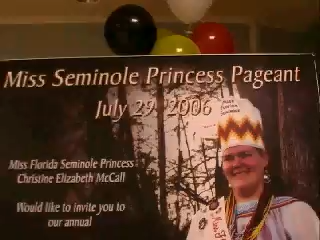 Miss Seminole Princess Pageant
July 29, 2006
Miss Florida Seminole Princess
Christine Elizabeth McCall
Would like to invite you to
our annual